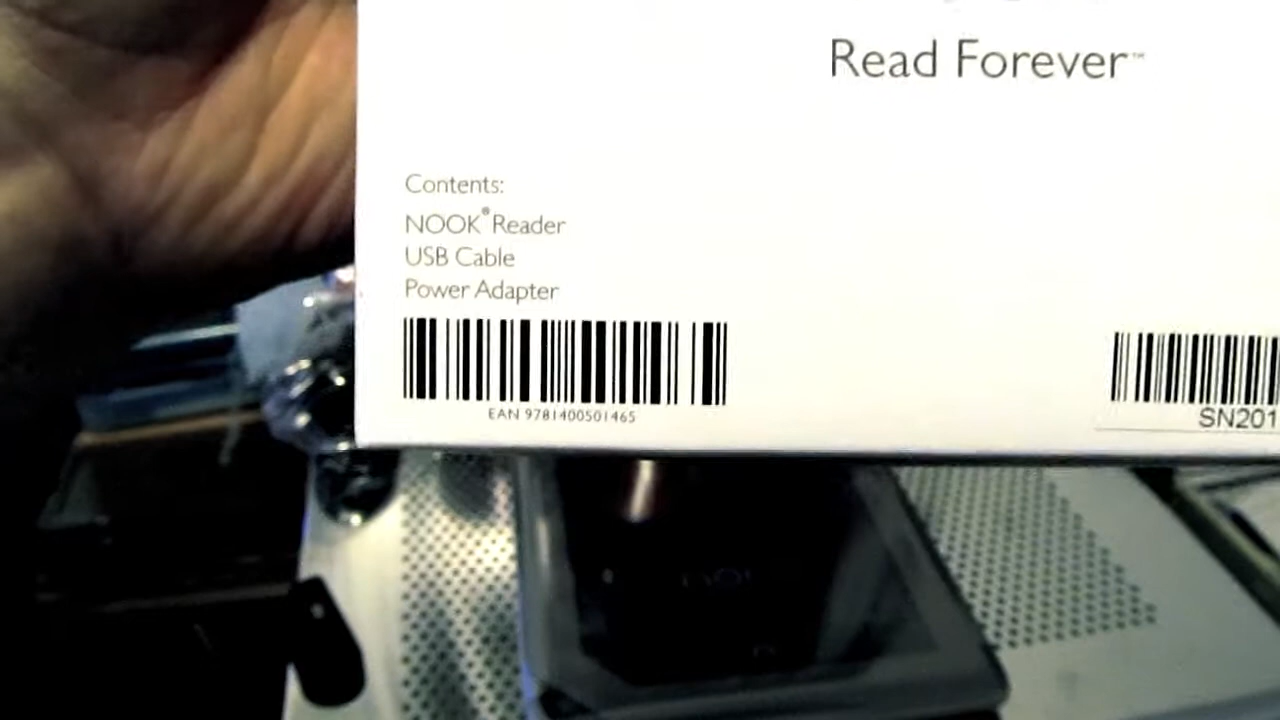 Read Forever™
Contents:
NOOK® Reader
USB Cable
Power Adapter
EAN 9781400501465
SN201